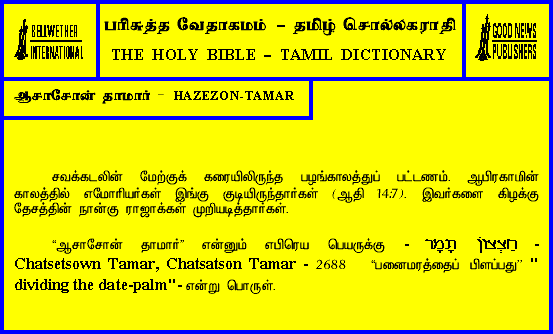 BELLWETHER
INTERNATIONAL
பரிசுத்த வேதாகமம் – தமிழ் சொல்லகராதி
THE HOLY BIBLE – TAMIL DICTIONARY
GOOD NEWS
PUBLISHERS
ஆசாசோன் தாமார் – HAZEZON-TAMAR
சவக்கடலின் மேற்குக் கரையிலிருந்த பழங்காலத்துப் பட்டணம். ஆபிரகாமின்
காலத்தில் எமோரியர்கள் இங்கு குடியிருந்தார்கள் (ஆதி 14:7). இவர்களை கிழக்கு
தேசத்தின் நான்கு ராஜாக்கள் முறியடித்தார்கள்.
“ஆசாசோன் தாமார்” என்னும் எபிரெய பெயருக்கு - חַצְצוֹן תָּמָר -
Chatsetsown Tamar, Chatsatson Tamar - 2688 “பனைமரத்தைப் பிளப்பது” "
dividing the date-palm"- என்று பொருள்.